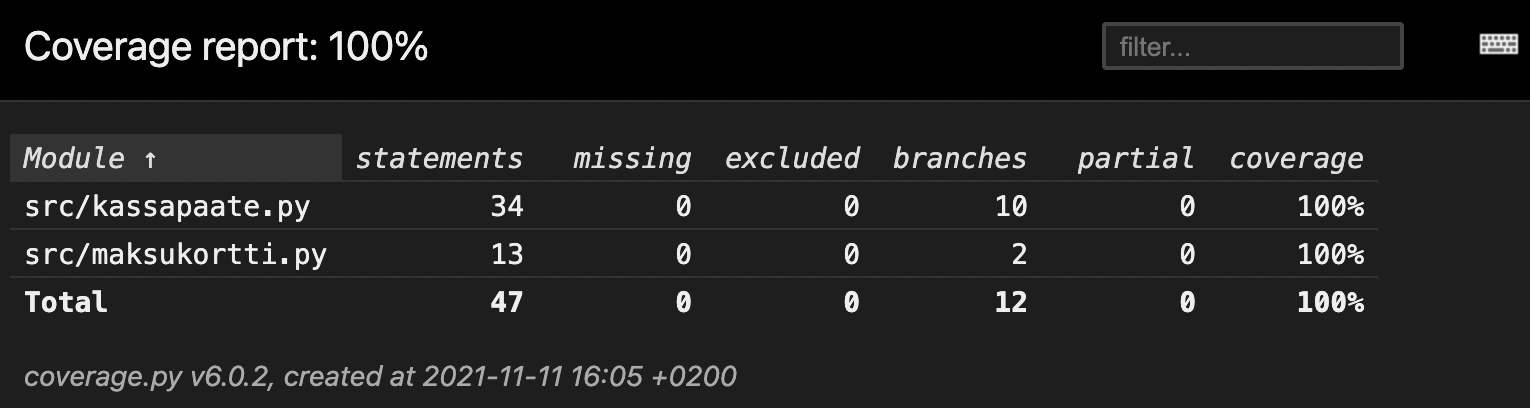 Coverage report: 100%
filter...
Module ↑ statements missing excluded branches partial coverage
src/kassapaate.py 34 0 0 10 0 100%
src/maksukortti.py 13 0 0 2 0 100%
Total 47 0 0 12 0 100%
coverage.py v6.0.2, created at 2021-11-11 16:05 +0200